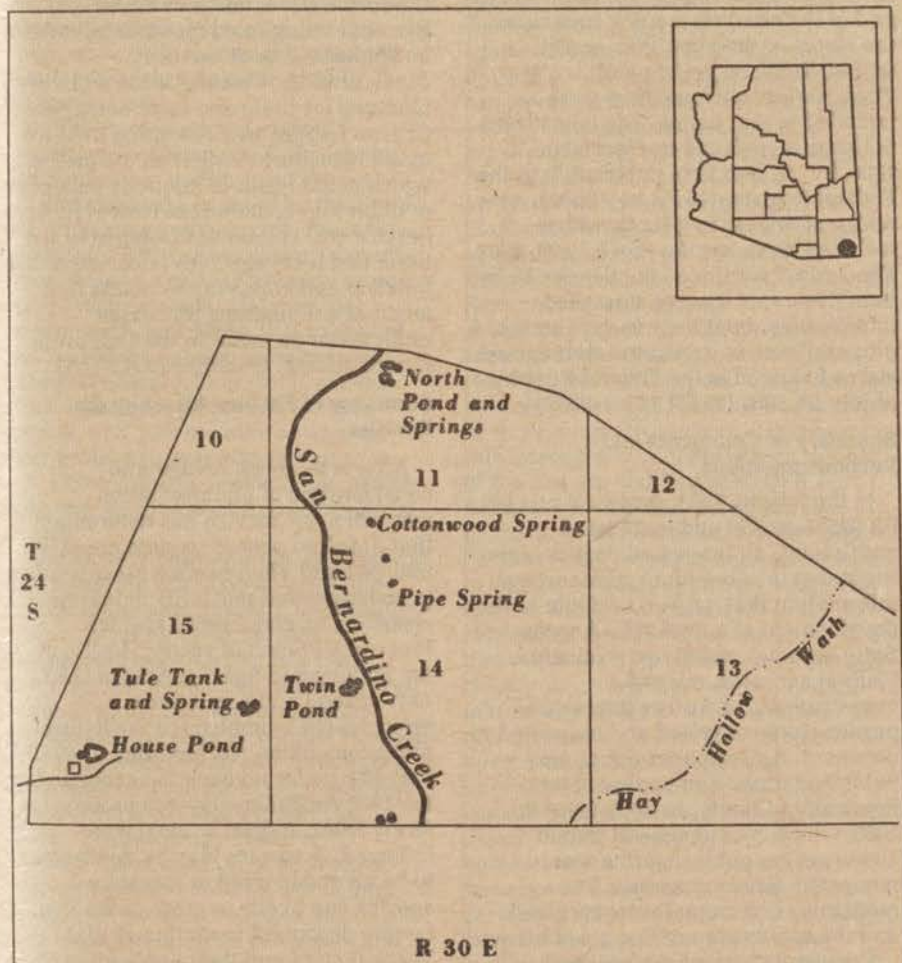 North
Pond and
Springs
10
11
12
San Bernardino Creek
Cottonwood Spring
T
24
S
Pipe Spring
15
14
13
Hay Hollow Wash
Tule Tank
and Spring
Twin
Pond
House Pond
R 30 E